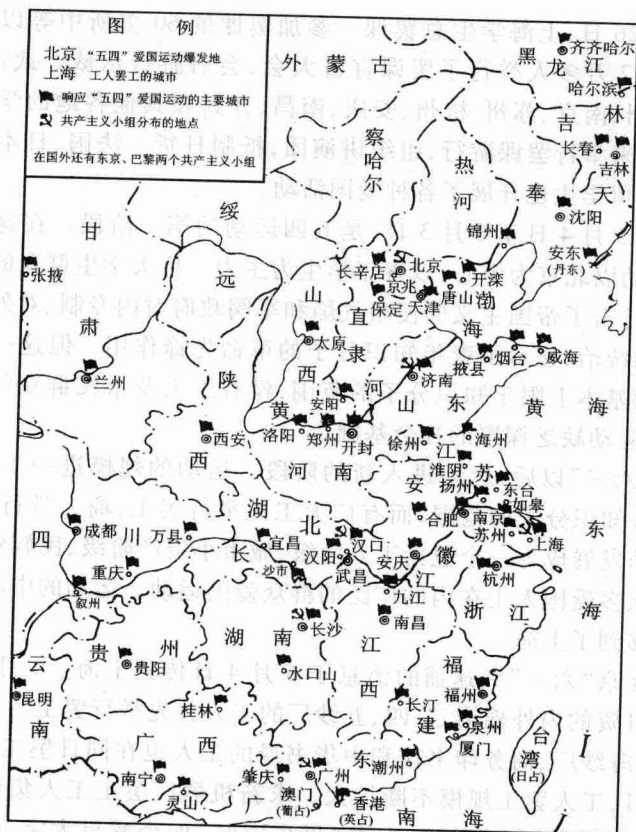 图 例
北京 “五四”爱国运动爆发地
上海 工人罢工的城市
响应“五四”爱国运动的主要城市
共产主义小组分布的地点
在国外还有东京、巴黎两个共产主义小组
外 蒙 古
黑 龙 江
齐齐哈尔
哈尔滨
吉 林
长春
吉林
察哈尔
热河
奉 天
沈阳
锦州
安东
(丹东)
绥 远
甘 肃
张掖
兰州
长辛店
北京
京兆
开滦
唐山
天津
保定
渤 海
山 西
直 隶
太原
掖县
烟台
威海
济南
山 东
陕 西
安阳
黄 河
洛阳
郑州
开封
徐州
海州
黄 海
西安
河 南
江 苏
淮阴
扬州
东台
如皋
安 徽
合肥
南京
苏州
上海
东 海
四 川
成都
万县
重庆
叙州
湖 北
宜昌
长 江
沙市
汉口
汉阳
武昌
安庆
九江
杭州
浙 江
南昌
湖 南
长沙
江 西
水口山
贵 州
贵阳
云 南
昆明
桂林
广 西
南宁
灵山
福 建
福州
长汀
泉州
厦门
台湾
(日占)
广 东
肇庆
广州
潮州
澳门
(葡占)
香港
(英占)
南 海